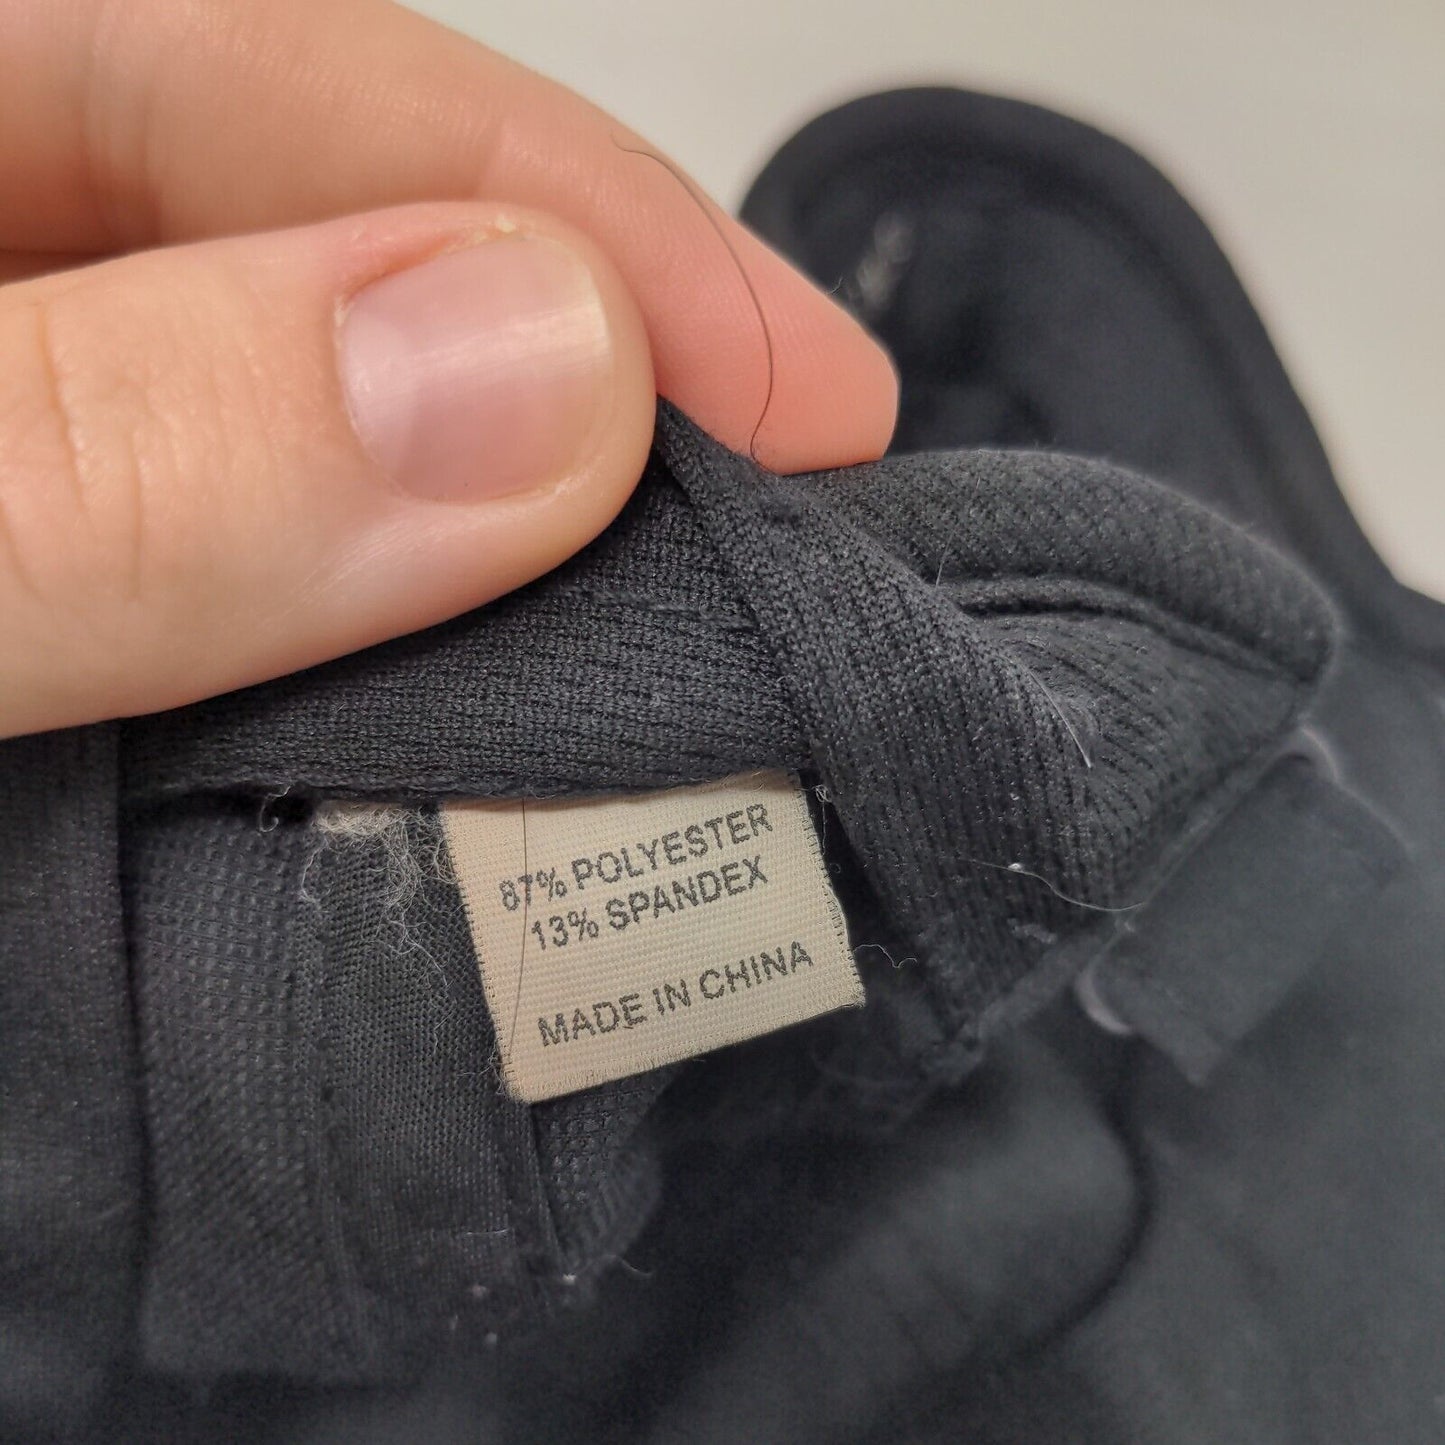 87% POLYESTER
13% SPANDEX
MADE IN CHINA